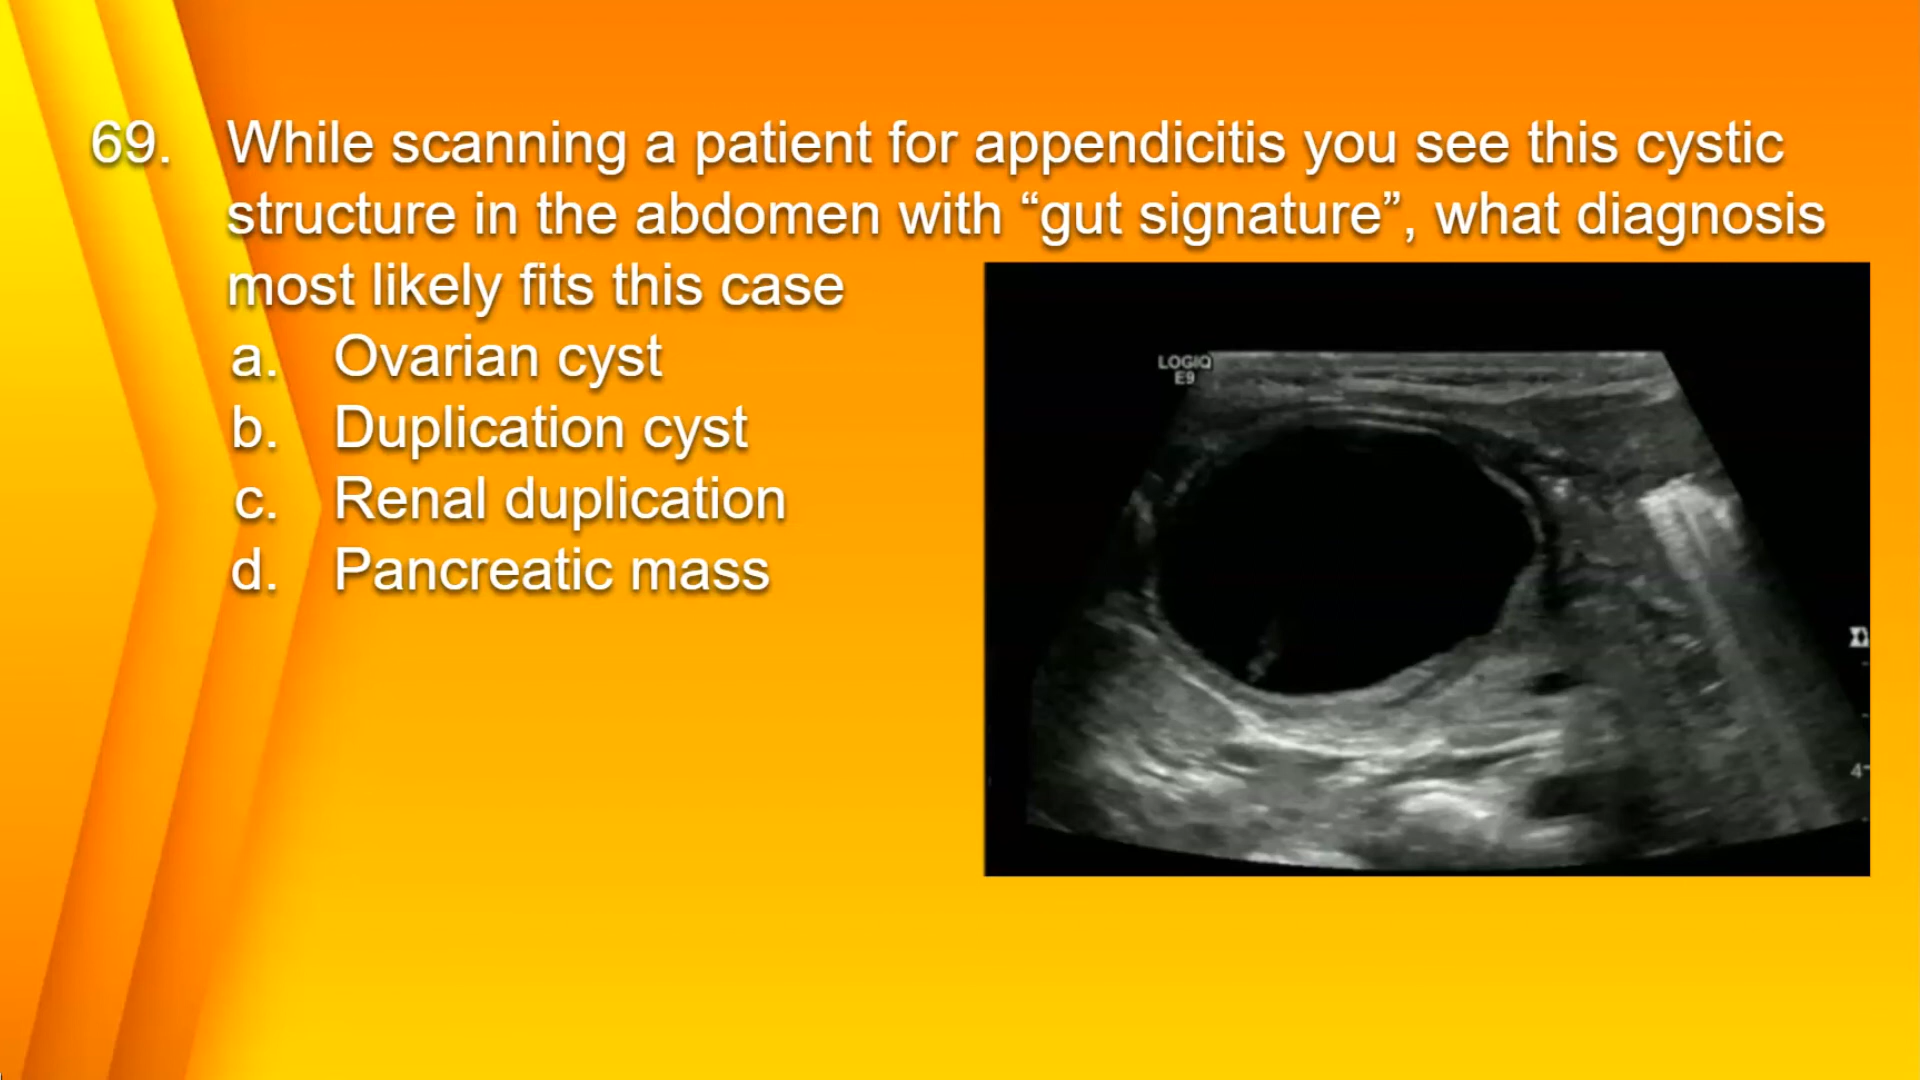 69. While scanning a patient for appendicitis you see this cystic
structure in the abdomen with “gut signature”, what diagnosis
most likely fits this case
a. Ovarian cyst
b. Duplication cyst
c. Renal duplication
d. Pancreatic mass
LOGIQ
E9
4